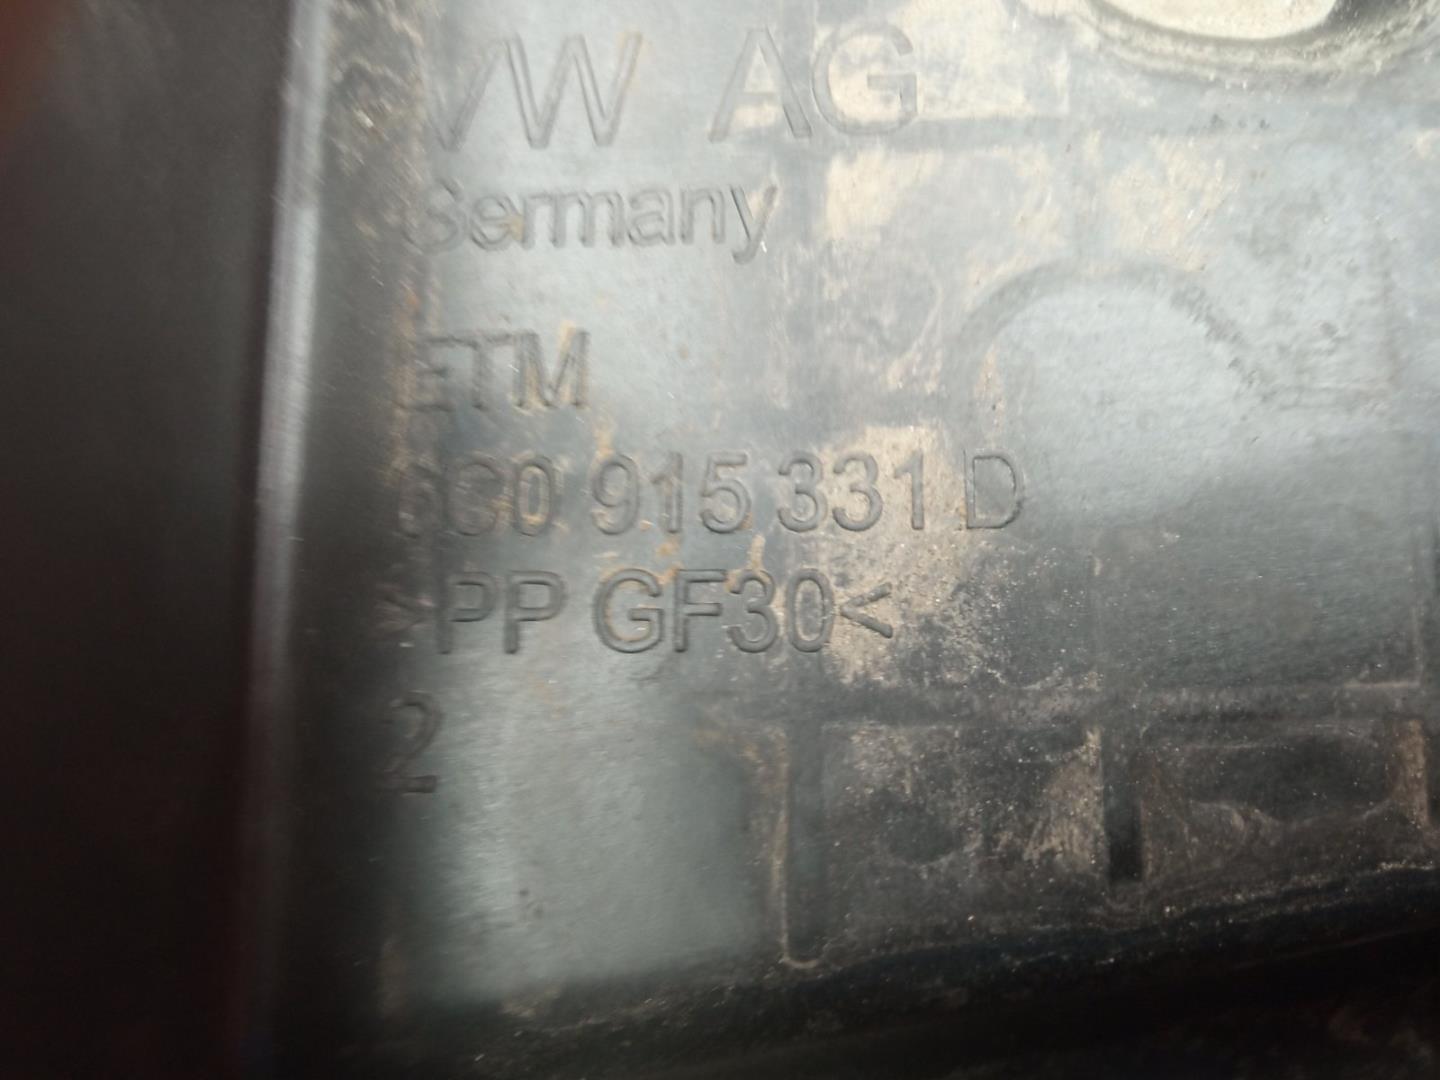 VW AG
Germany
ETM
6C0 915 331 D
>PP GF30<
2